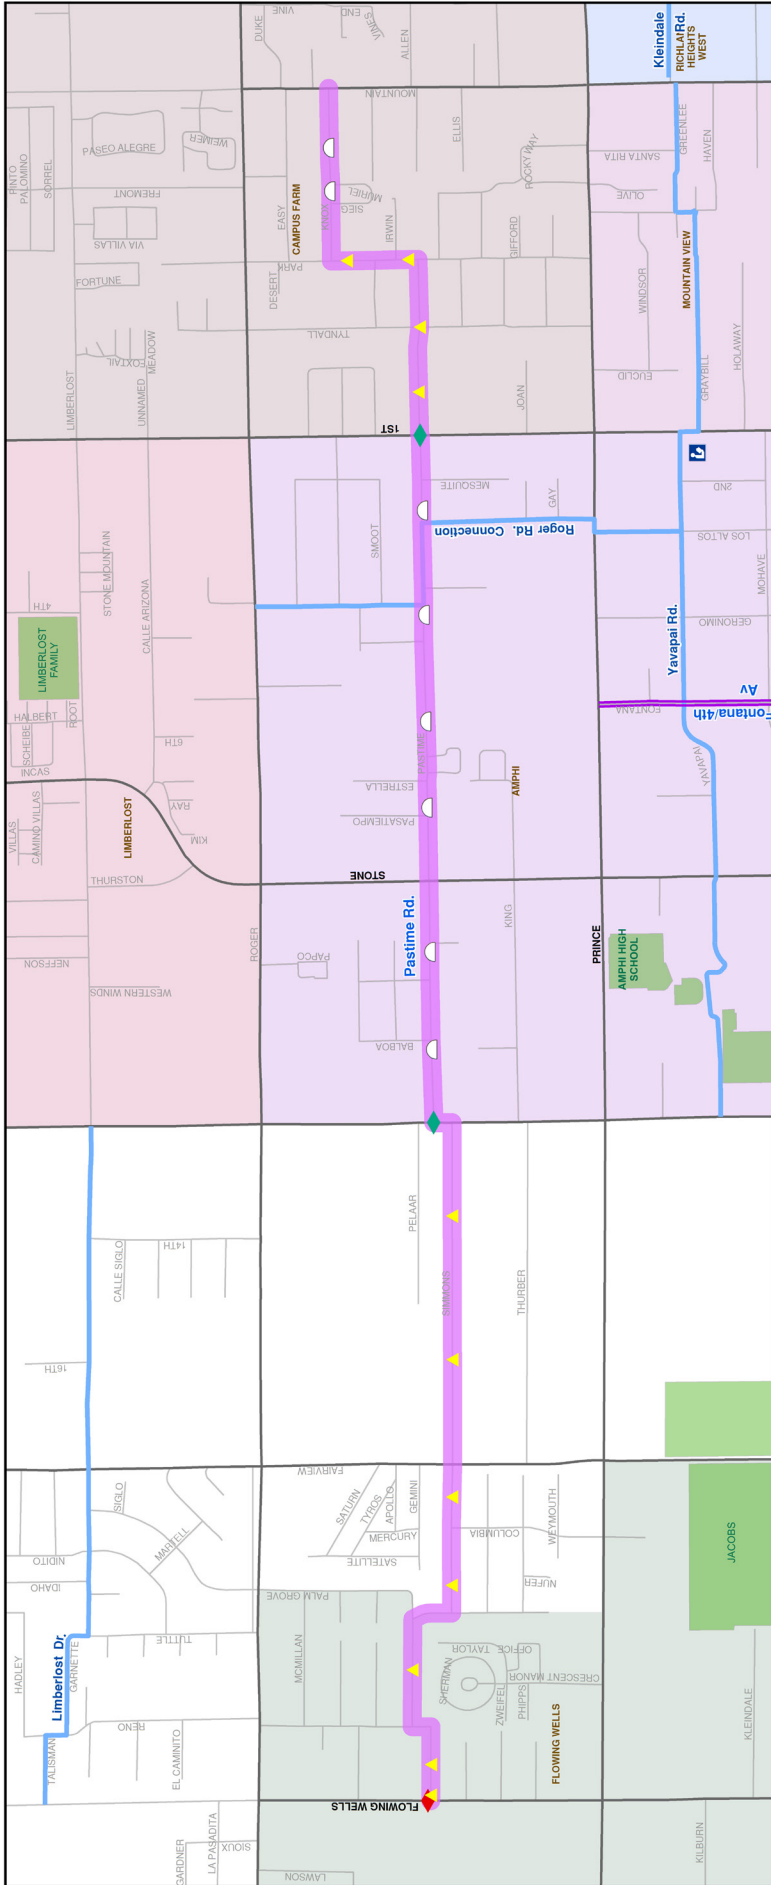 VINE
END
VINES
DUKE
ALLEN
Kleindale
Rd.
RICHLAND
HEIGHTS
WEST
MOUNTAIN
PINTO
PALOMINO
SORREL
PASEO ALEGRE
WEIMER
FREMONT
VIA VILLAS
FORTUNE
FOXTAIL
MEADOW
UNNAMED
LIMBERLOST
EASY
CAMPUS FARM
KNOX
MURIEL
SIEG
IRWIN
PARK
DESERT
TYNDALL
ELLIS
ROCKY WAY
GIFFORD
JOAN
SANTA RITA
OLIVE
GREENLEE
HAVEN
MOUNTAIN VIEW
WINDSOR
EUCLID
GRAYBILL
HOLAWAY
1ST
MESQUITE
GAY
2ND
SMOOT
Roger Rd. Connection
LOS ALTOS
MOHAVE
STONE MOUNTAIN
CALLE ARIZONA
4TH
LIMBERLOST
FAMILY
GERONIMO
Yavapai Rd.
Fontana/4th
Av
FONTANA
HALBERT
SCHEIBE
ROOT
INCAS
6TH
PASTIME
ESTRELLA
PASATIEMPO
AMPHI
YAVAPAI
VILLAS
CAMINO VILLAS
LIMBERLOST
RAY
KIM
THURSTON
STONE
NEFFSON
WESTERN WINDS
ROGER
PAPCO
BALBOA
Pastime Rd.
KING
PRINCE
AMPHI HIGH
SCHOOL
PELAAR
CALLE SIGLO
14TH
SIMMONS
THURBER
16TH
FAIRVIEW
SIGLO
MARTELL
NIDITO
IDAHO
SATURN
TYROS
APOLLO
GEMINI
MERCURY
SATELLITE
COLUMBIA
WEYMOUTH
NUFER
JACOBS
PALM GROVE
HADLEY
Limberlost Dr.
GARNETTE
TUTTLE
MCMILLAN
SHERMAN
TAYLOR
OFFICE
CRESCENT MANOR
ZWEIFEL
PHIPPS
TALISMAN
RENO
EL CAMINITO
FLOWING WELLS
KLEINDALE
FLOWING WELLS
GARDNER
LA PASADITA
SIOUX
LAWSON
KILBURN